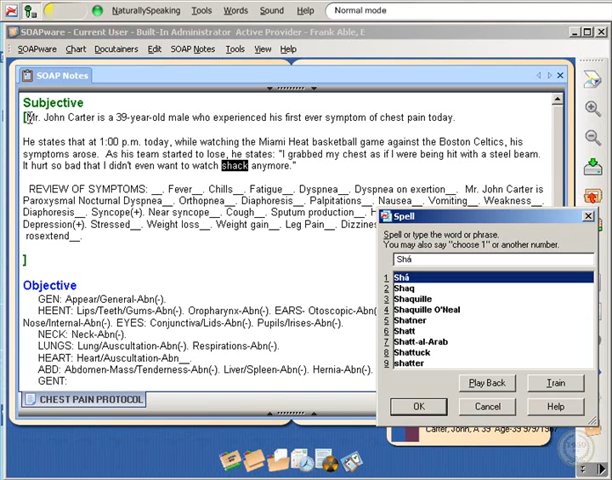 NaturallySpeaking Tools Words Sound Help Normal mode
SOAPware - Current User - Built-In Administrator Active Provider - Frank Able, E
SOAPware Chart Docutainers Edit SOAP Notes Tools Help
SOAP Notes
Subjective
[Mr. John Carter is a 39-year-old male who experienced his first ever symptom of chest pain today.
He states that at 1:00 p.m. today, while watching the Miami Heat basketball game against the Boston Celtics, his
symptoms arose. As his team started to lose, he states: "I grabbed my chest as if I were being hit with a steel beam.
It hurt so bad that I didn't even want to watch shack anymore."
REVIEW OF SYMPTOMS: __. Fever__. Chills__. Fatigue__. Dyspnea__. Dyspnea on exertion__. Mr. John Carter is
Paroxysmal Nocturnal Dyspnea__. Orthopnea__. Diaphoresis__. Palpitations__. Nausea__. Vomiting__. Weakness__.
Diaphoresis__. Syncope(+). Near syncope__. Cough__. Sputum production__.
Depression(+). Stressed__. Weight loss__. Weight gain__. Leg Pain__.
rosextend__.
]
Objective
GEN: Appear/General-Abn(-).
HEENT: Lips/Teeth/Gums-Abn(-). Oropharynx-Abn(-). EARS- Otoscopic-Abn(-).
Nose/Internal-Abn(-). EYES: Conjunctiva/Lids-Abn(-). Pupils/Irises-Abn(-).
NECK: Neck-Abn(-).
LUNGS: Lung/Auscultation-Abn(-). Respirations-Abn(-).
HEART: Heart/Auscultation-Abn__.
ABD: Abdomen-Mass/Tenderness-Abn(-). Liver/Spleen-Abn(-). Hernia-Abn(-).
GENT:
CHEST PAIN PROTOCOL
Spell
Spell or type the word or phrase.
You may also say "choose 1" or another number.
Shá
1 Shá
2 Shaq
3 Shaquille
4 Shaquille O'Neal
5 Shatner
6 Shatt
7 Shatt-al-Arab
8 Shattuck
9 shatter
Play Back Train
OK Cancel Help
Carter, John, A 39 Age-39 9/9/1967